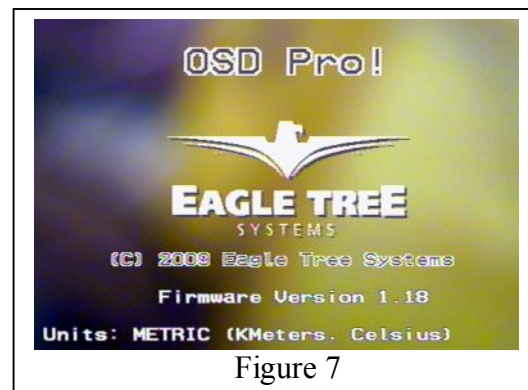 OSD Pro!
EAGLE TREE
SYSTEMS
(C) 2009 Eagle Tree Systems
Firmware Version 1.18
Units: METRIC (KMeters. Celsius)
Figure 7